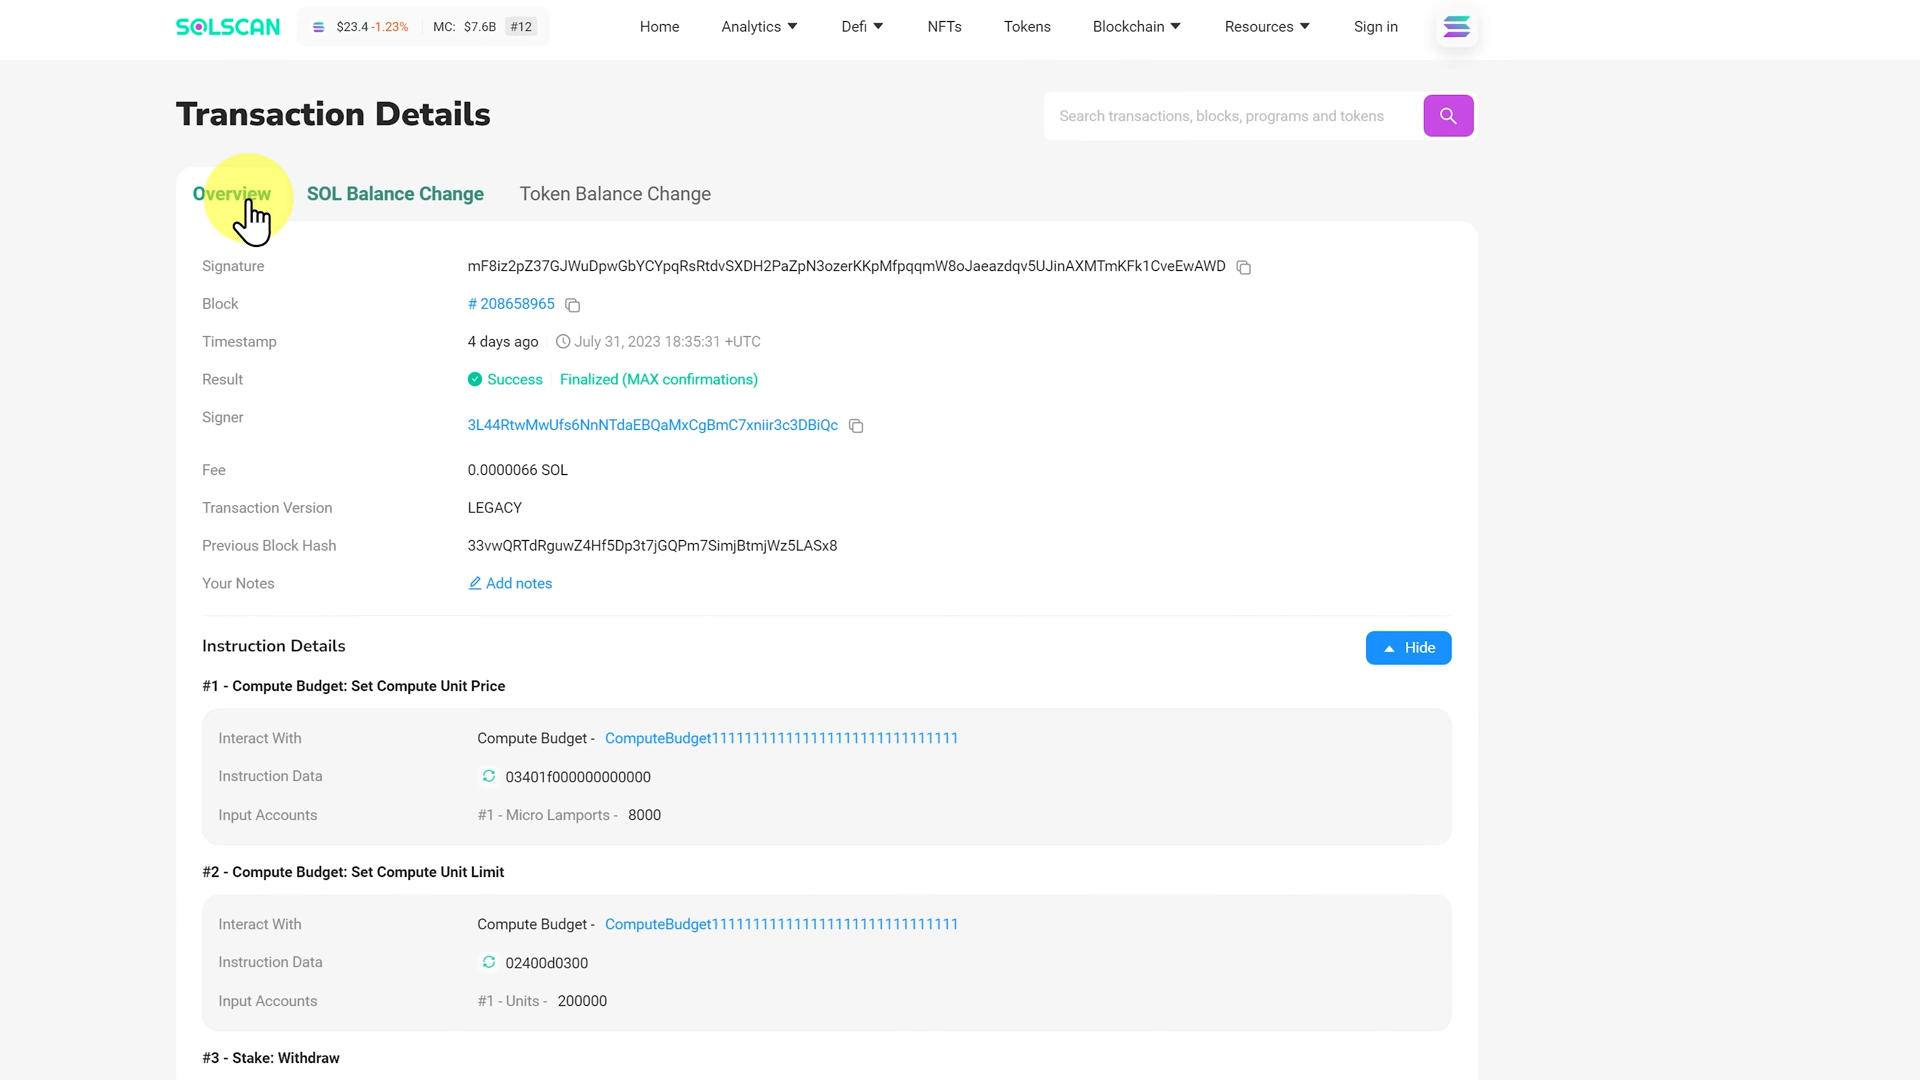 SOLSCAN $23.4 -1.23% MC: $7.6B #12 Home Analytics Defi NFTs Tokens Blockchain Resources Sign in
Transaction Details
Search transactions, blocks, programs and tokens
Overview SOL Balance Change Token Balance Change
Signature mF8iz2pZ37GJWuDpwGbYCYpqRsRtdvSXDH2PaZpN3ozerKKpMfpqqmW8oJaeazdqv5UJinAXMTmKFk1CveEwAWD
Block # 208658965
Timestamp 4 days ago July 31, 2023 18:35:31 +UTC
Result Success Finalized (MAX confirmations)
Signer 3L44RtwMwUfs6NnNTdaEBQaMxCgBmC7xniir3c3DBiQc
Fee 0.0000066 SOL
Transaction Version LEGACY
Previous Block Hash 33vwQRTdRguwZ4Hf5Dp3t7jGQPm7SimjBtmjWz5LASx8
Your Notes Add notes
Instruction Details Hide
#1 - Compute Budget: Set Compute Unit Price
Interact With Compute Budget - ComputeBudget111111111111111111111111111111
Instruction Data 03401f000000000000
Input Accounts #1 - Micro Lamports - 8000
#2 - Compute Budget: Set Compute Unit Limit
Interact With Compute Budget - ComputeBudget111111111111111111111111111111
Instruction Data 02400d0300
Input Accounts #1 - Units - 200000
#3 - Stake: Withdraw